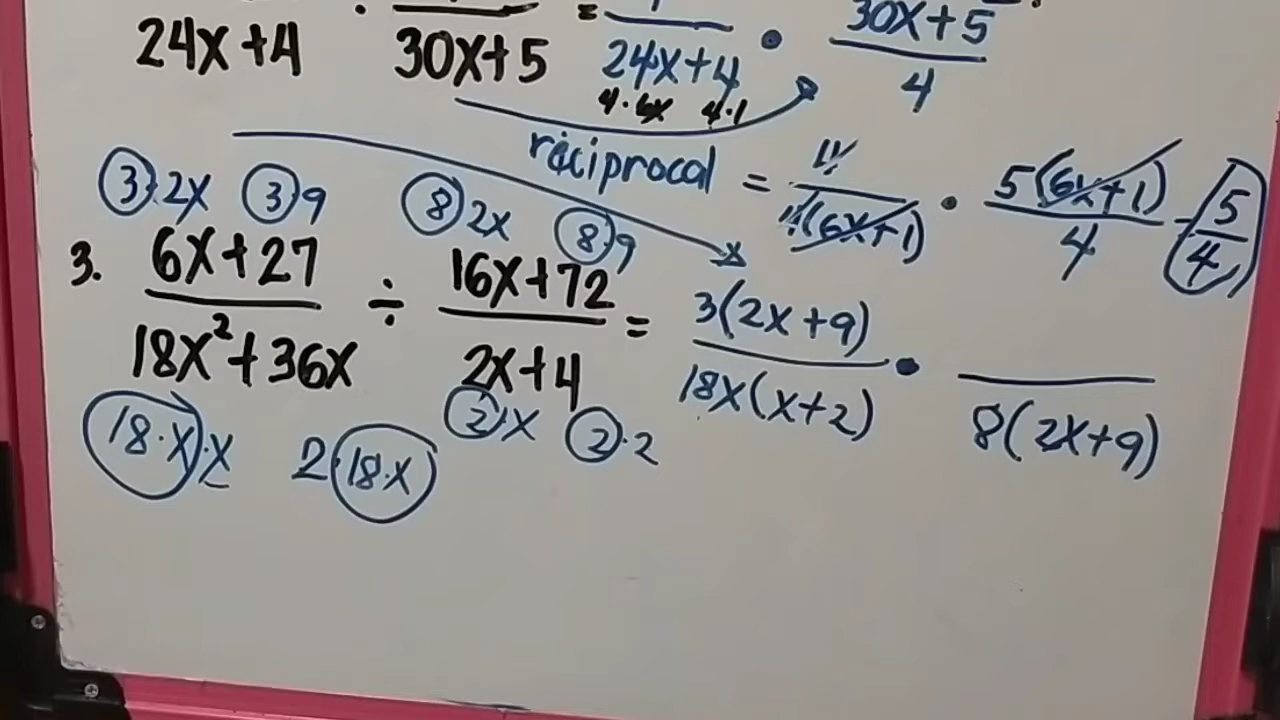 24x+4 · 30x+5 = 24x+4 • 30x+5 / 4
4·6x 4·1
reciprocal = 1 / 1(6x+1) · 5(6x+1) / 4 = 5/4
3·2x 3·9 8·2x 8·9
3. (6x+27) / (18x²+36x) ÷ (16x+72) / (2x+4) = 3(2x+9) / 18x(x+2) • ___ / 8(2x+9)
18·x·x 2·18·x 2·x 2·2